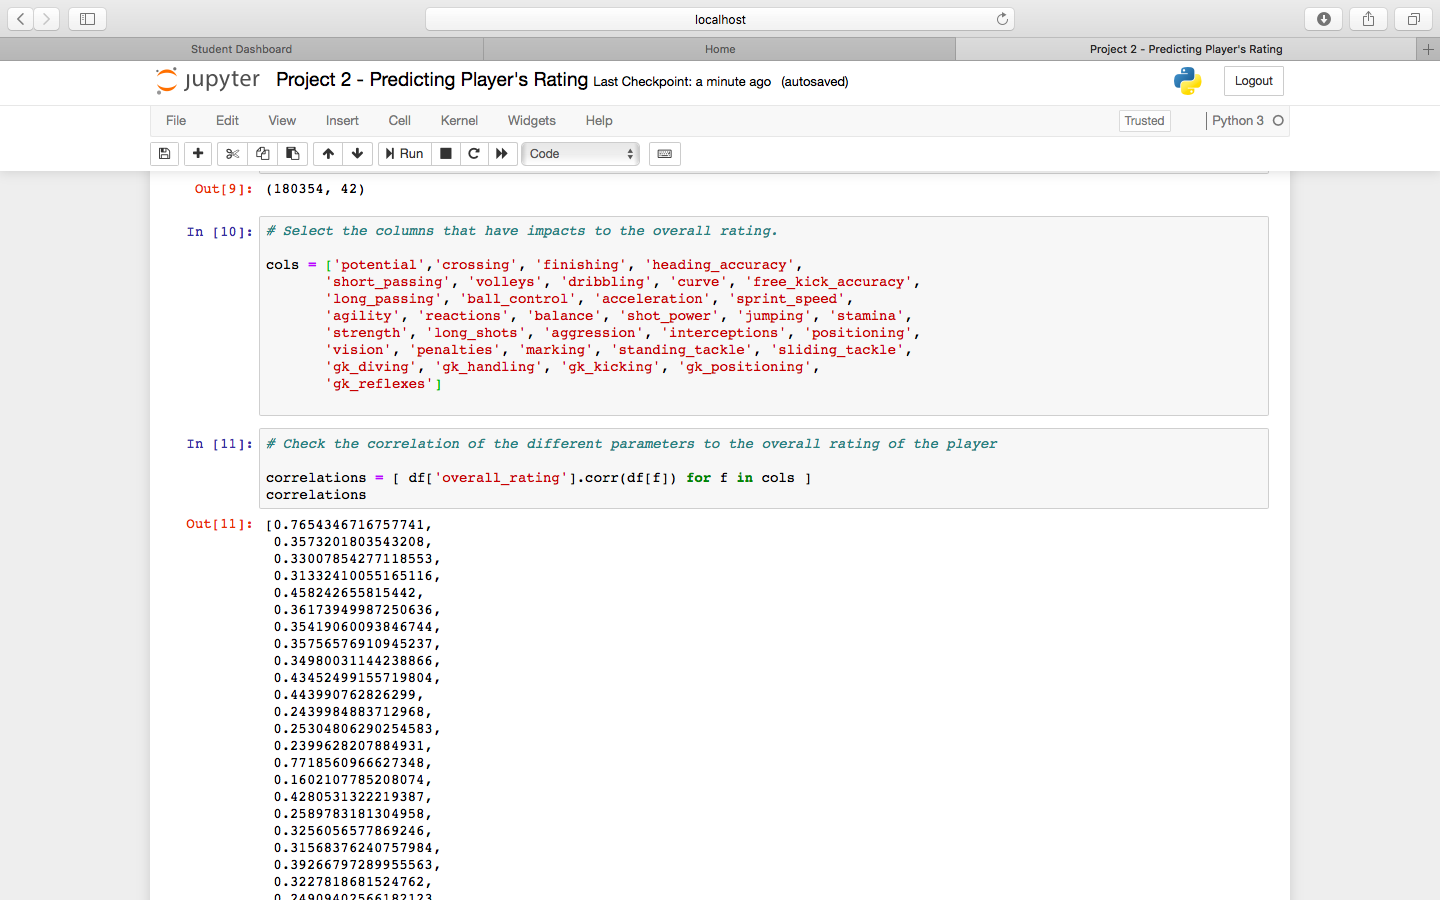 localhost
Student Dashboard
Home
Project 2 - Predicting Player's Rating
+
jupyter Project 2 - Predicting Player's Rating Last Checkpoint: a minute ago (autosaved)
Logout
File Edit View Insert Cell Kernel Widgets Help
Trusted
Python 3
Run
Code
Out[9]: (180354, 42)
In [10]: # Select the columns that have impacts to the overall rating.
cols = ['potential','crossing', 'finishing', 'heading_accuracy',
'short_passing', 'volleys', 'dribbling', 'curve', 'free_kick_accuracy',
'long_passing', 'ball_control', 'acceleration', 'sprint_speed',
'agility', 'reactions', 'balance', 'shot_power', 'jumping', 'stamina',
'strength', 'long_shots', 'aggression', 'interceptions', 'positioning',
'vision', 'penalties', 'marking', 'standing_tackle', 'sliding_tackle',
'gk_diving', 'gk_handling', 'gk_kicking', 'gk_positioning',
'gk_reflexes']
In [11]: # Check the correlation of the different parameters to the overall rating of the player
correlations = [ df['overall_rating'].corr(df[f]) for f in cols ]
correlations
Out[11]: [0.7654346716757741,
0.3573201803543208,
0.33007854277118553,
0.31332410055165116,
0.458242655815442,
0.36173949987250636,
0.35419060093846744,
0.35756576910945237,
0.34980031144238866,
0.43452499155719804,
0.443990762826299,
0.2439984883712968,
0.25304806290254583,
0.2399628207884931,
0.7718560966627348,
0.1602107785208074,
0.4280531322219387,
0.2589783181304958,
0.3256056577869246,
0.31568376240757984,
0.39266797289955563,
0.3227818681524762,
0.24909402566182123